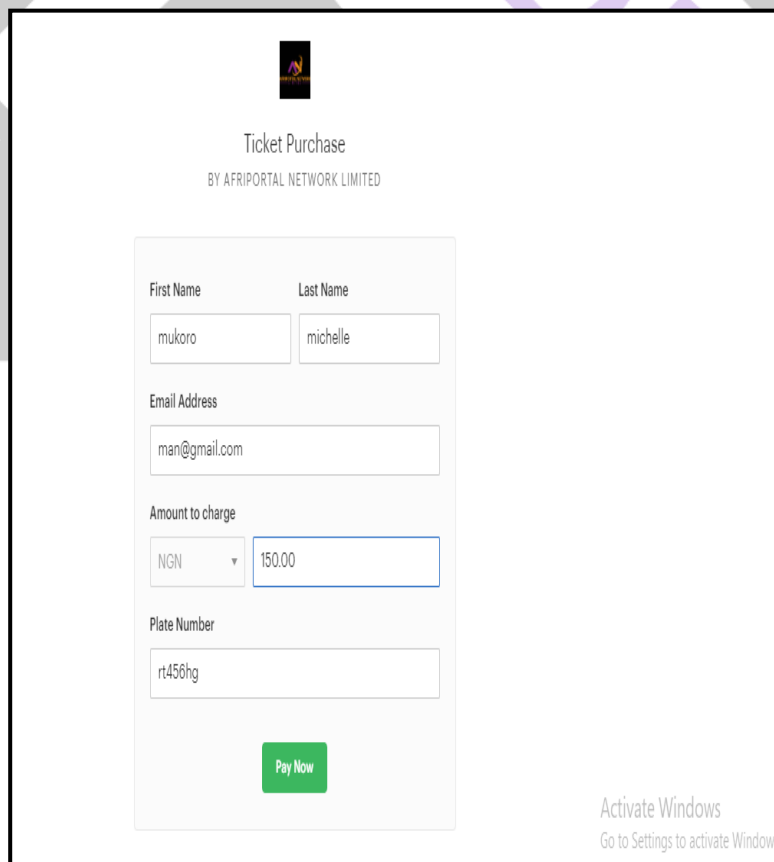 Ticket Purchase
BY AFRIPORTAL NETWORK LIMITED
First Name Last Name
mukoro michelle
Email Address
man@gmail.com
Amount to charge
NGN 150.00
Plate Number
rt456hg
Pay Now
Activate Windows
Go to Settings to activate Window